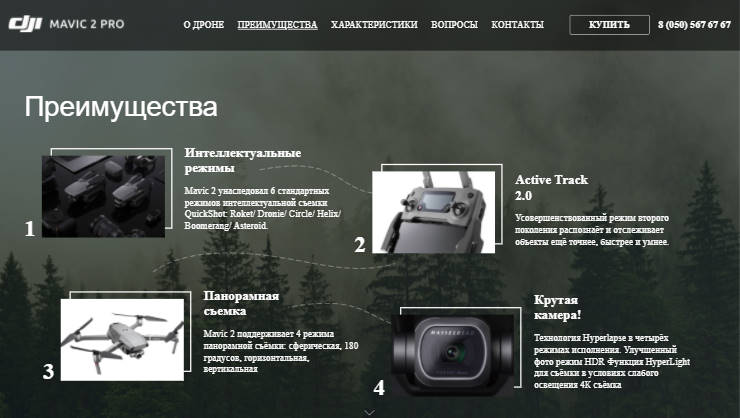 dji MAVIC 2 PRO
О ДРОНЕ ПРЕИМУЩЕСТВА ХАРАКТЕРИСТИКИ ВОПРОСЫ КОНТАКТЫ КУПИТЬ 8 (050) 567 67 67
Преимущества
1
Интеллектуальные
режимы
Mavic 2 унаследовал 6 стандартных
режимов интеллектуальной съемки
QuickShot: Roket/ Dronie/ Circle/ Helix/
Boomerang/ Asteroid.
2
Active Track
2.0
Усовершенствованный режим второго
поколения распознаёт и отслеживает
объекты ещё точнее, быстрее и умнее.
3
Панорамная
съемка
Mavic 2 поддерживает 4 режима
панорамной съёмки: сферическая, 180
градусов, горизонтальная,
вертикальная
4
HASSELBLAD
Крутая
камера!
Технология Hyperlapse в четырёх
режимах исполнения. Улучшенный
фото режим HDR Функция HyperLight
для съёмки в условиях слабого
освещения 4К съёмка